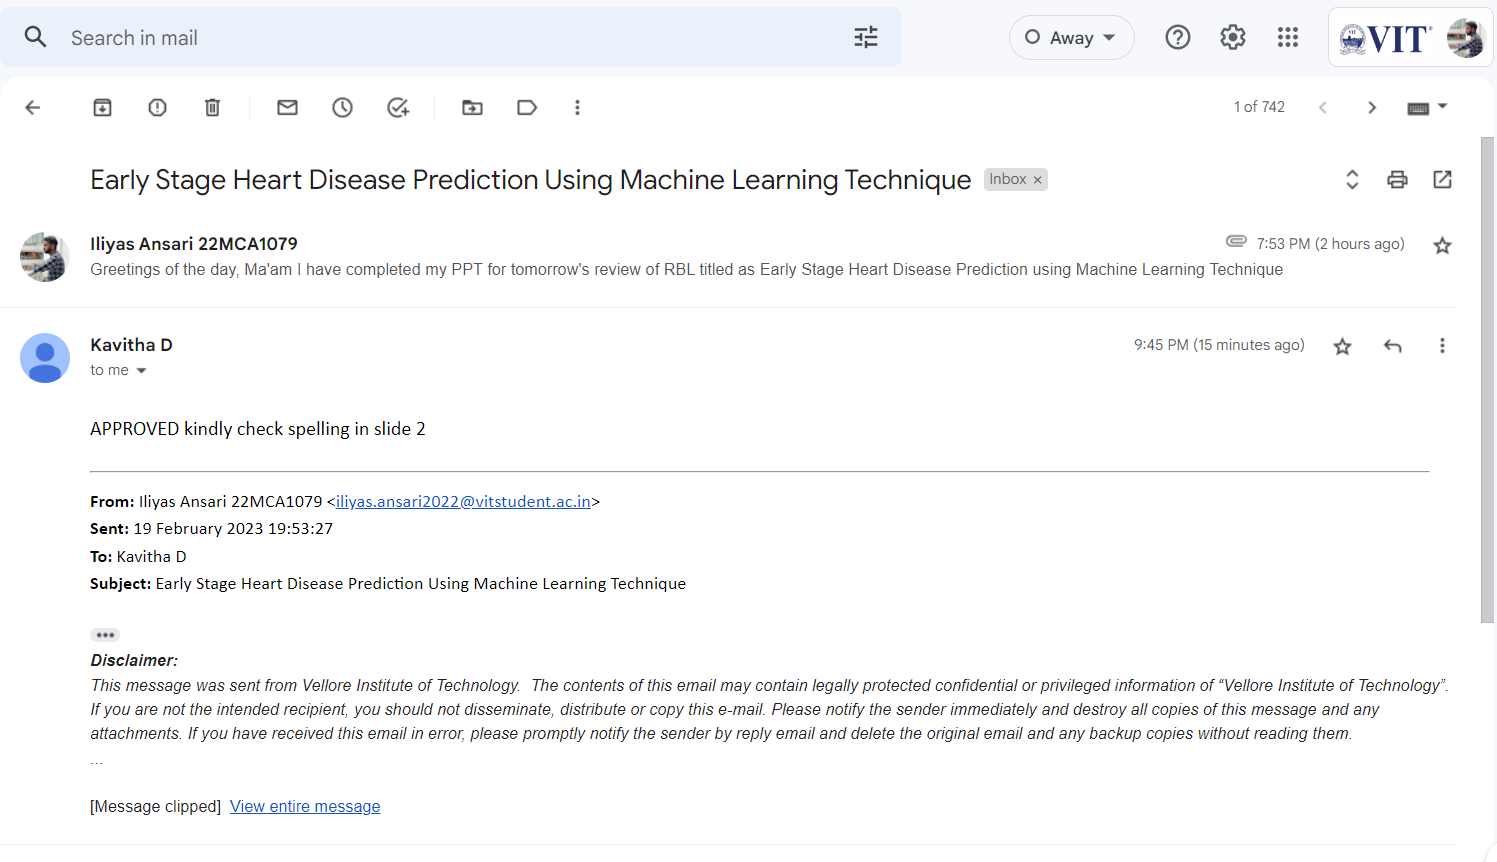 Search in mail
Away
VIT
1 of 742
Early Stage Heart Disease Prediction Using Machine Learning Technique
Inbox ×
Iliyas Ansari 22MCA1079
7:53 PM (2 hours ago)
Greetings of the day, Ma'am I have completed my PPT for tomorrow's review of RBL titled as Early Stage Heart Disease Prediction using Machine Learning Technique
Kavitha D
9:45 PM (15 minutes ago)
to me
APPROVED kindly check spelling in slide 2
From: Iliyas Ansari 22MCA1079 <iliyas.ansari2022@vitstudent.ac.in>
Sent: 19 February 2023 19:53:27
To: Kavitha D
Subject: Early Stage Heart Disease Prediction Using Machine Learning Technique
Disclaimer:
This message was sent from Vellore Institute of Technology.  The contents of this email may contain legally protected confidential or privileged information of “Vellore Institute of Technology”.
If you are not the intended recipient, you should not disseminate, distribute or copy this e-mail. Please notify the sender immediately and destroy all copies of this message and any
attachments. If you have received this email in error, please promptly notify the sender by reply email and delete the original email and any backup copies without reading them.
...
[Message clipped]  View entire message